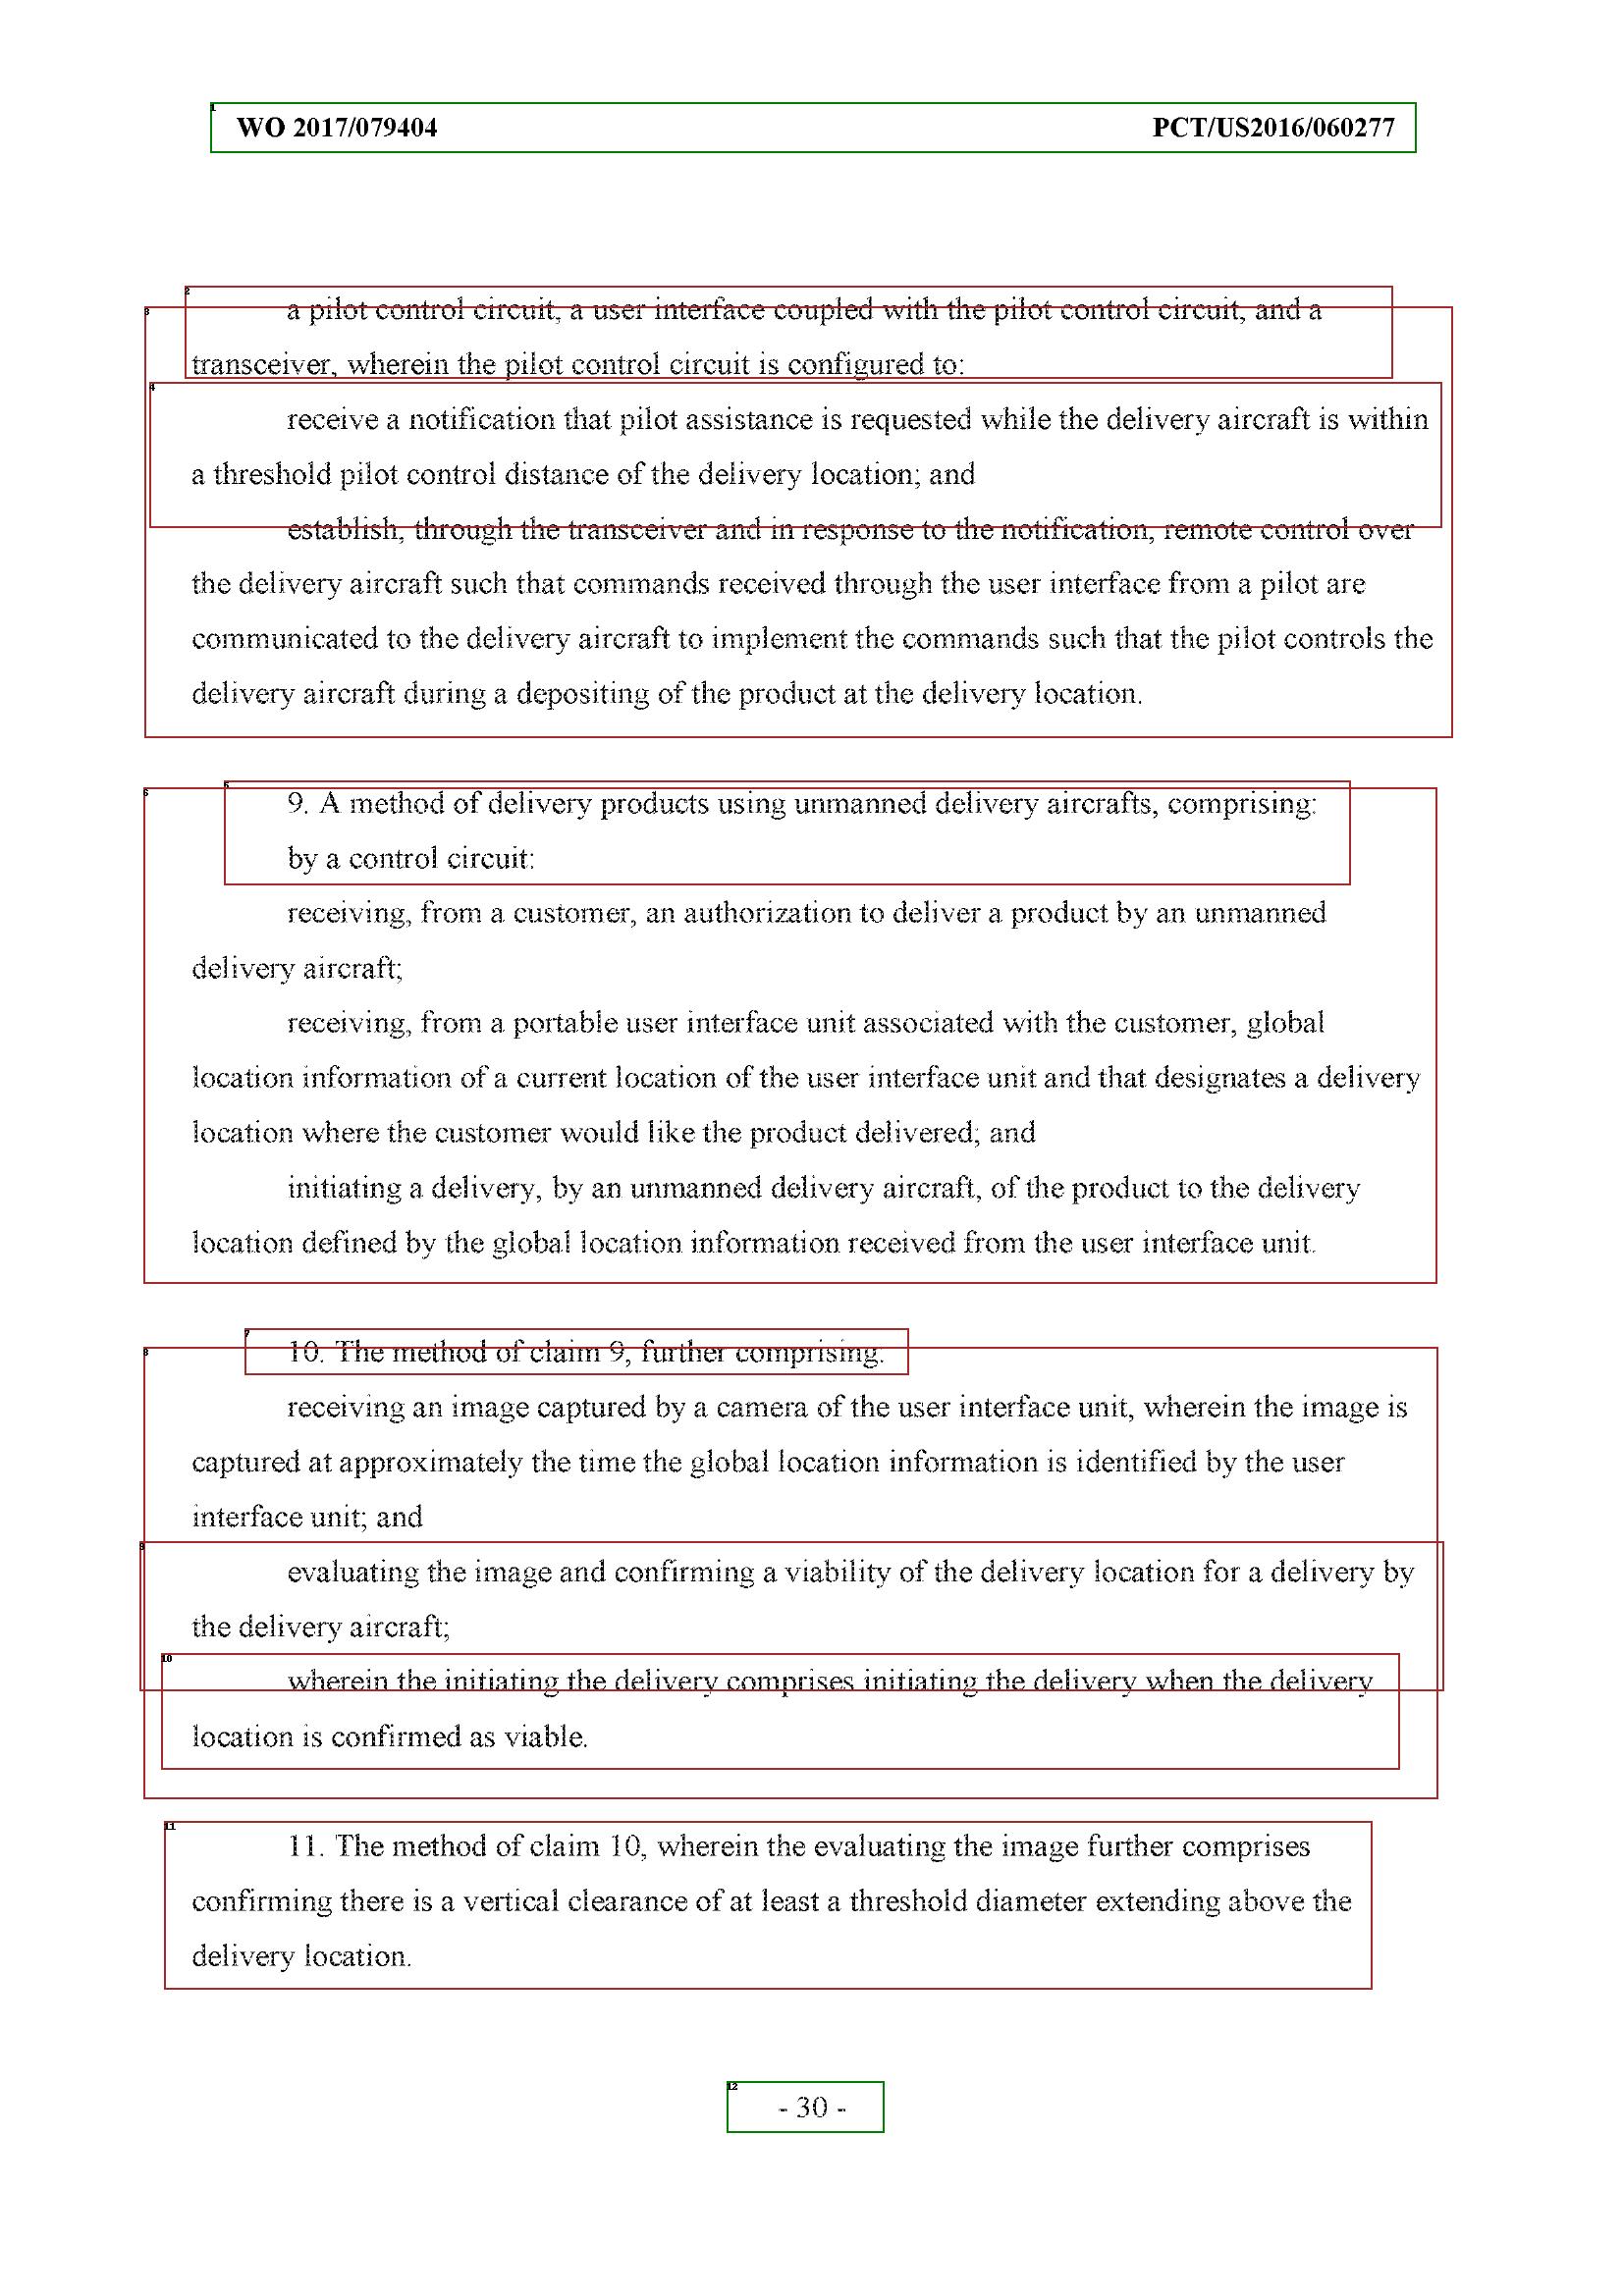 WO 2017/079404 PCT/US2016/060277
a pilot control circuit, a user interface coupled with the pilot control circuit, and a
transceiver, wherein the pilot control circuit is configured to:
receive a notification that pilot assistance is requested while the delivery aircraft is within
a threshold pilot control distance of the delivery location; and
establish, through the transceiver and in response to the notification, remote control over
the delivery aircraft such that commands received through the user interface from a pilot are
communicated to the delivery aircraft to implement the commands such that the pilot controls the
delivery aircraft during a depositing of the product at the delivery location.
9. A method of delivery products using unmanned delivery aircrafts, comprising:
by a control circuit:
receiving, from a customer, an authorization to deliver a product by an unmanned
delivery aircraft;
receiving, from a portable user interface unit associated with the customer, global
location information of a current location of the user interface unit and that designates a delivery
location where the customer would like the product delivered; and
initiating a delivery, by an unmanned delivery aircraft, of the product to the delivery
location defined by the global location information received from the user interface unit.
10. The method of claim 9, further comprising:
receiving an image captured by a camera of the user interface unit, wherein the image is
captured at approximately the time the global location information is identified by the user
interface unit; and
evaluating the image and confirming a viability of the delivery location for a delivery by
the delivery aircraft;
wherein the initiating the delivery comprises initiating the delivery when the delivery
location is confirmed as viable.
11. The method of claim 10, wherein the evaluating the image further comprises
confirming there is a vertical clearance of at least a threshold diameter extending above the
delivery location.
- 30 -